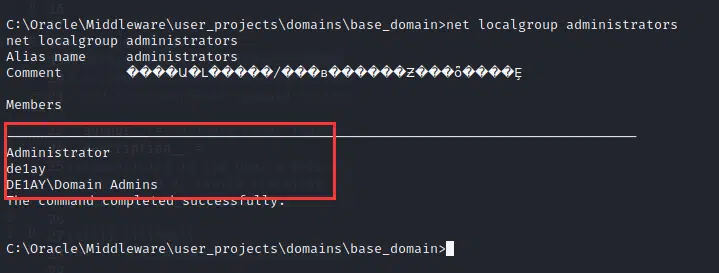 C:\Oracle\Middleware\user_projects\domains\base_domain>net localgroup administrators
net localgroup administrators
Alias name     administrators
Comment        ����Ա�L�����/���в������Ƶ���ȫ����Ȩ
Members
Administrator
de1ay
DE1AY\Domain Admins
The command completed successfully.
C:\Oracle\Middleware\user_projects\domains\base_domain>